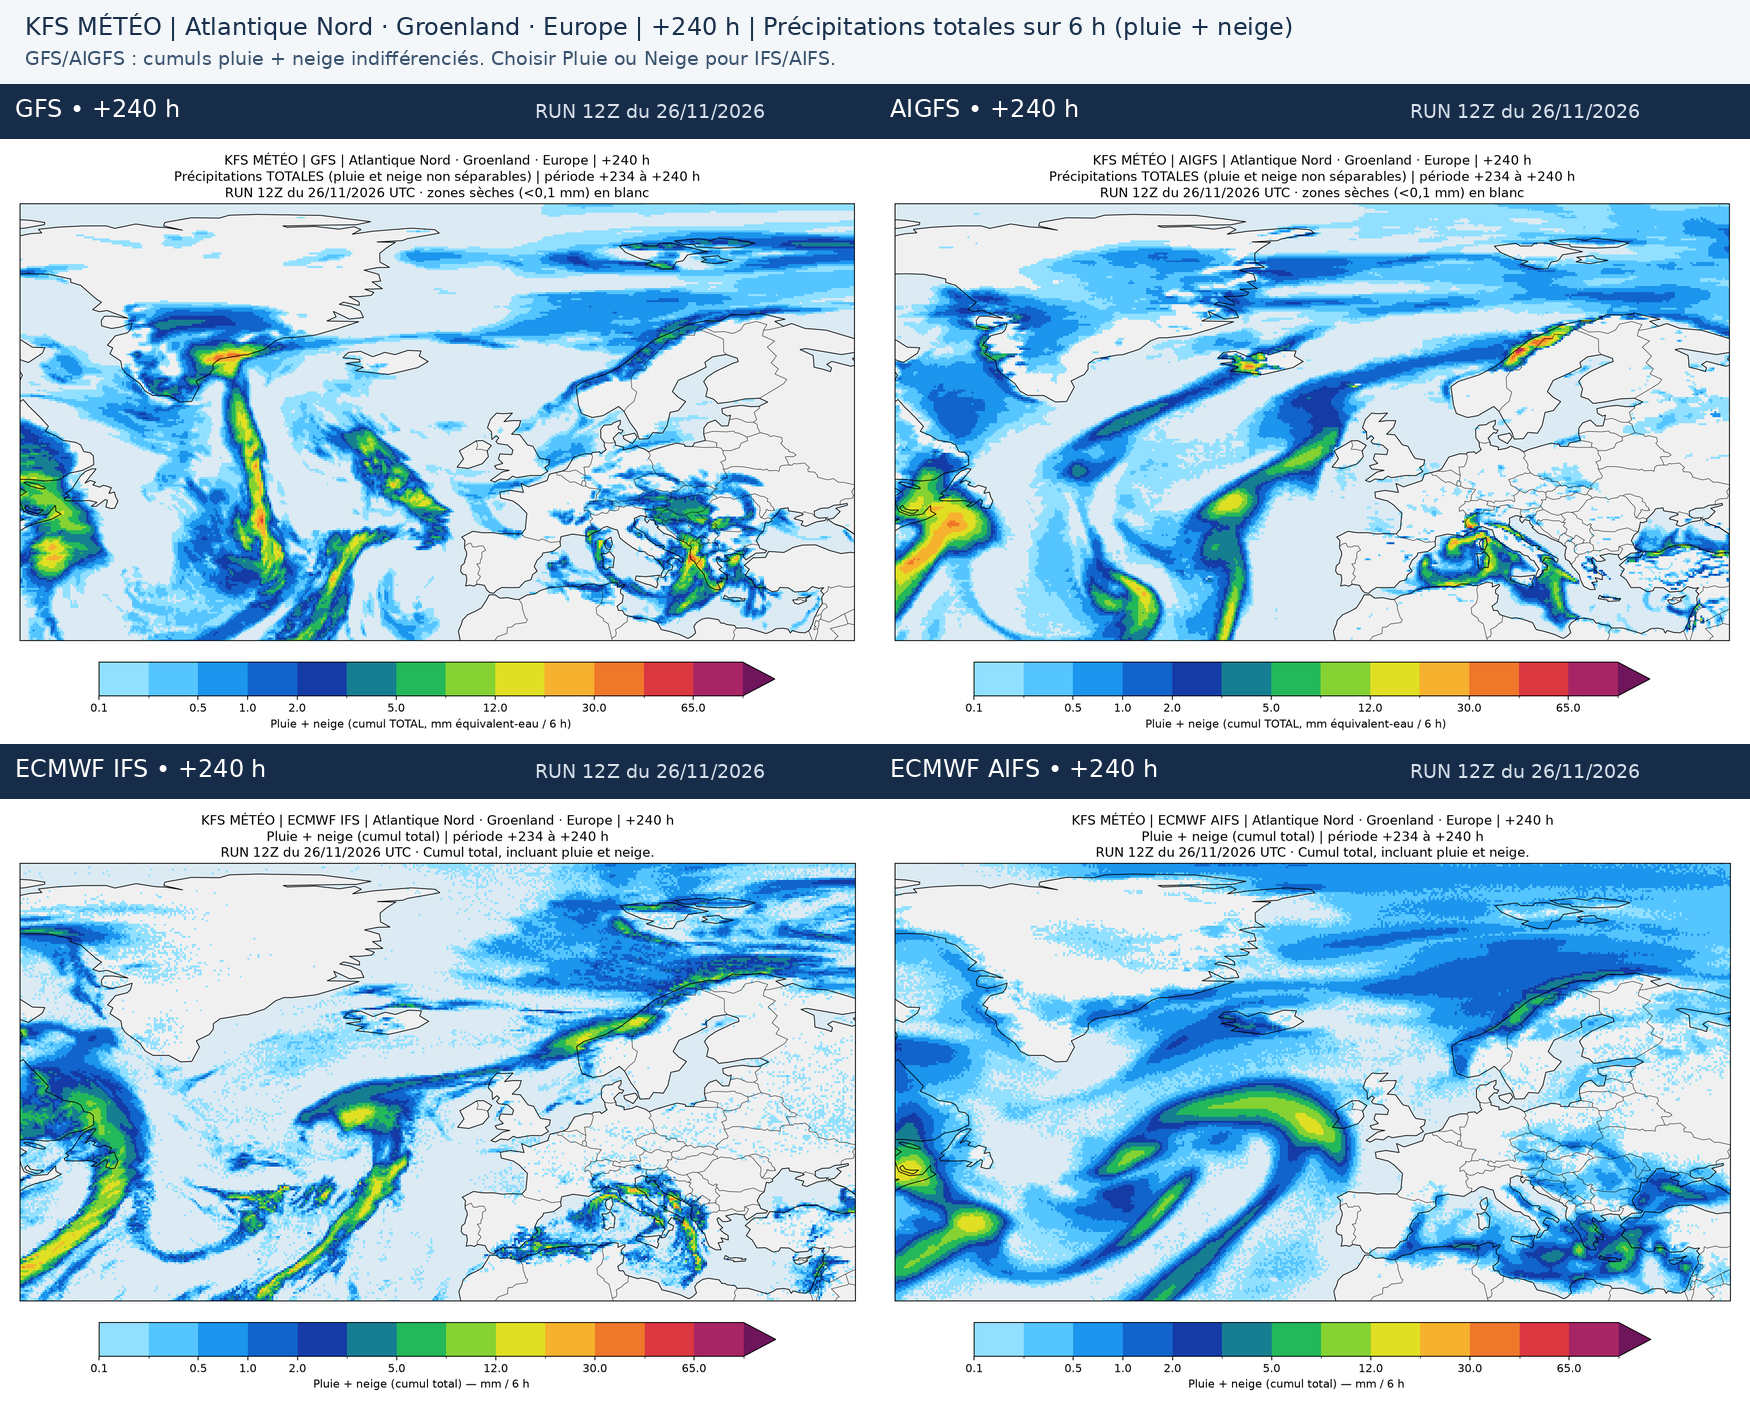 KFS MÉTÉO | Atlantique Nord · Groenland · Europe | +240 h | Précipitations totales sur 6 h (pluie + neige)
GFS/AIGFS : cumuls pluie + neige indifférenciés. Choisir Pluie ou Neige pour IFS/AIFS.
GFS • +240 h
RUN 12Z du 26/11/2026
AIGFS • +240 h
RUN 12Z du 26/11/2026
KFS MÉTÉO | GFS | Atlantique Nord · Groenland · Europe | +240 h
Précipitations TOTALES (pluie et neige non séparables) | période +234 à +240 h
RUN 12Z du 26/11/2026 UTC · zones sèches (<0,1 mm) en blanc
KFS MÉTÉO | AIGFS | Atlantique Nord · Groenland · Europe | +240 h
Précipitations TOTALES (pluie et neige non séparables) | période +234 à +240 h
RUN 12Z du 26/11/2026 UTC · zones sèches (<0,1 mm) en blanc
0.1 0.5 1.0 2.0 5.0 12.0 30.0 65.0
Pluie + neige (cumul TOTAL, mm équivalent-eau / 6 h)
0.1 0.5 1.0 2.0 5.0 12.0 30.0 65.0
Pluie + neige (cumul TOTAL, mm équivalent-eau / 6 h)
ECMWF IFS • +240 h
RUN 12Z du 26/11/2026
ECMWF AIFS • +240 h
RUN 12Z du 26/11/2026
KFS MÉTÉO | ECMWF IFS | Atlantique Nord · Groenland · Europe | +240 h
Pluie + neige (cumul total) | période +234 à +240 h
RUN 12Z du 26/11/2026 UTC · Cumul total, incluant pluie et neige.
KFS MÉTÉO | ECMWF AIFS | Atlantique Nord · Groenland · Europe | +240 h
Pluie + neige (cumul total) | période +234 à +240 h
RUN 12Z du 26/11/2026 UTC · Cumul total, incluant pluie et neige.
0.1 0.5 1.0 2.0 5.0 12.0 30.0 65.0
Pluie + neige (cumul total) — mm / 6 h
0.1 0.5 1.0 2.0 5.0 12.0 30.0 65.0
Pluie + neige (cumul total) — mm / 6 h